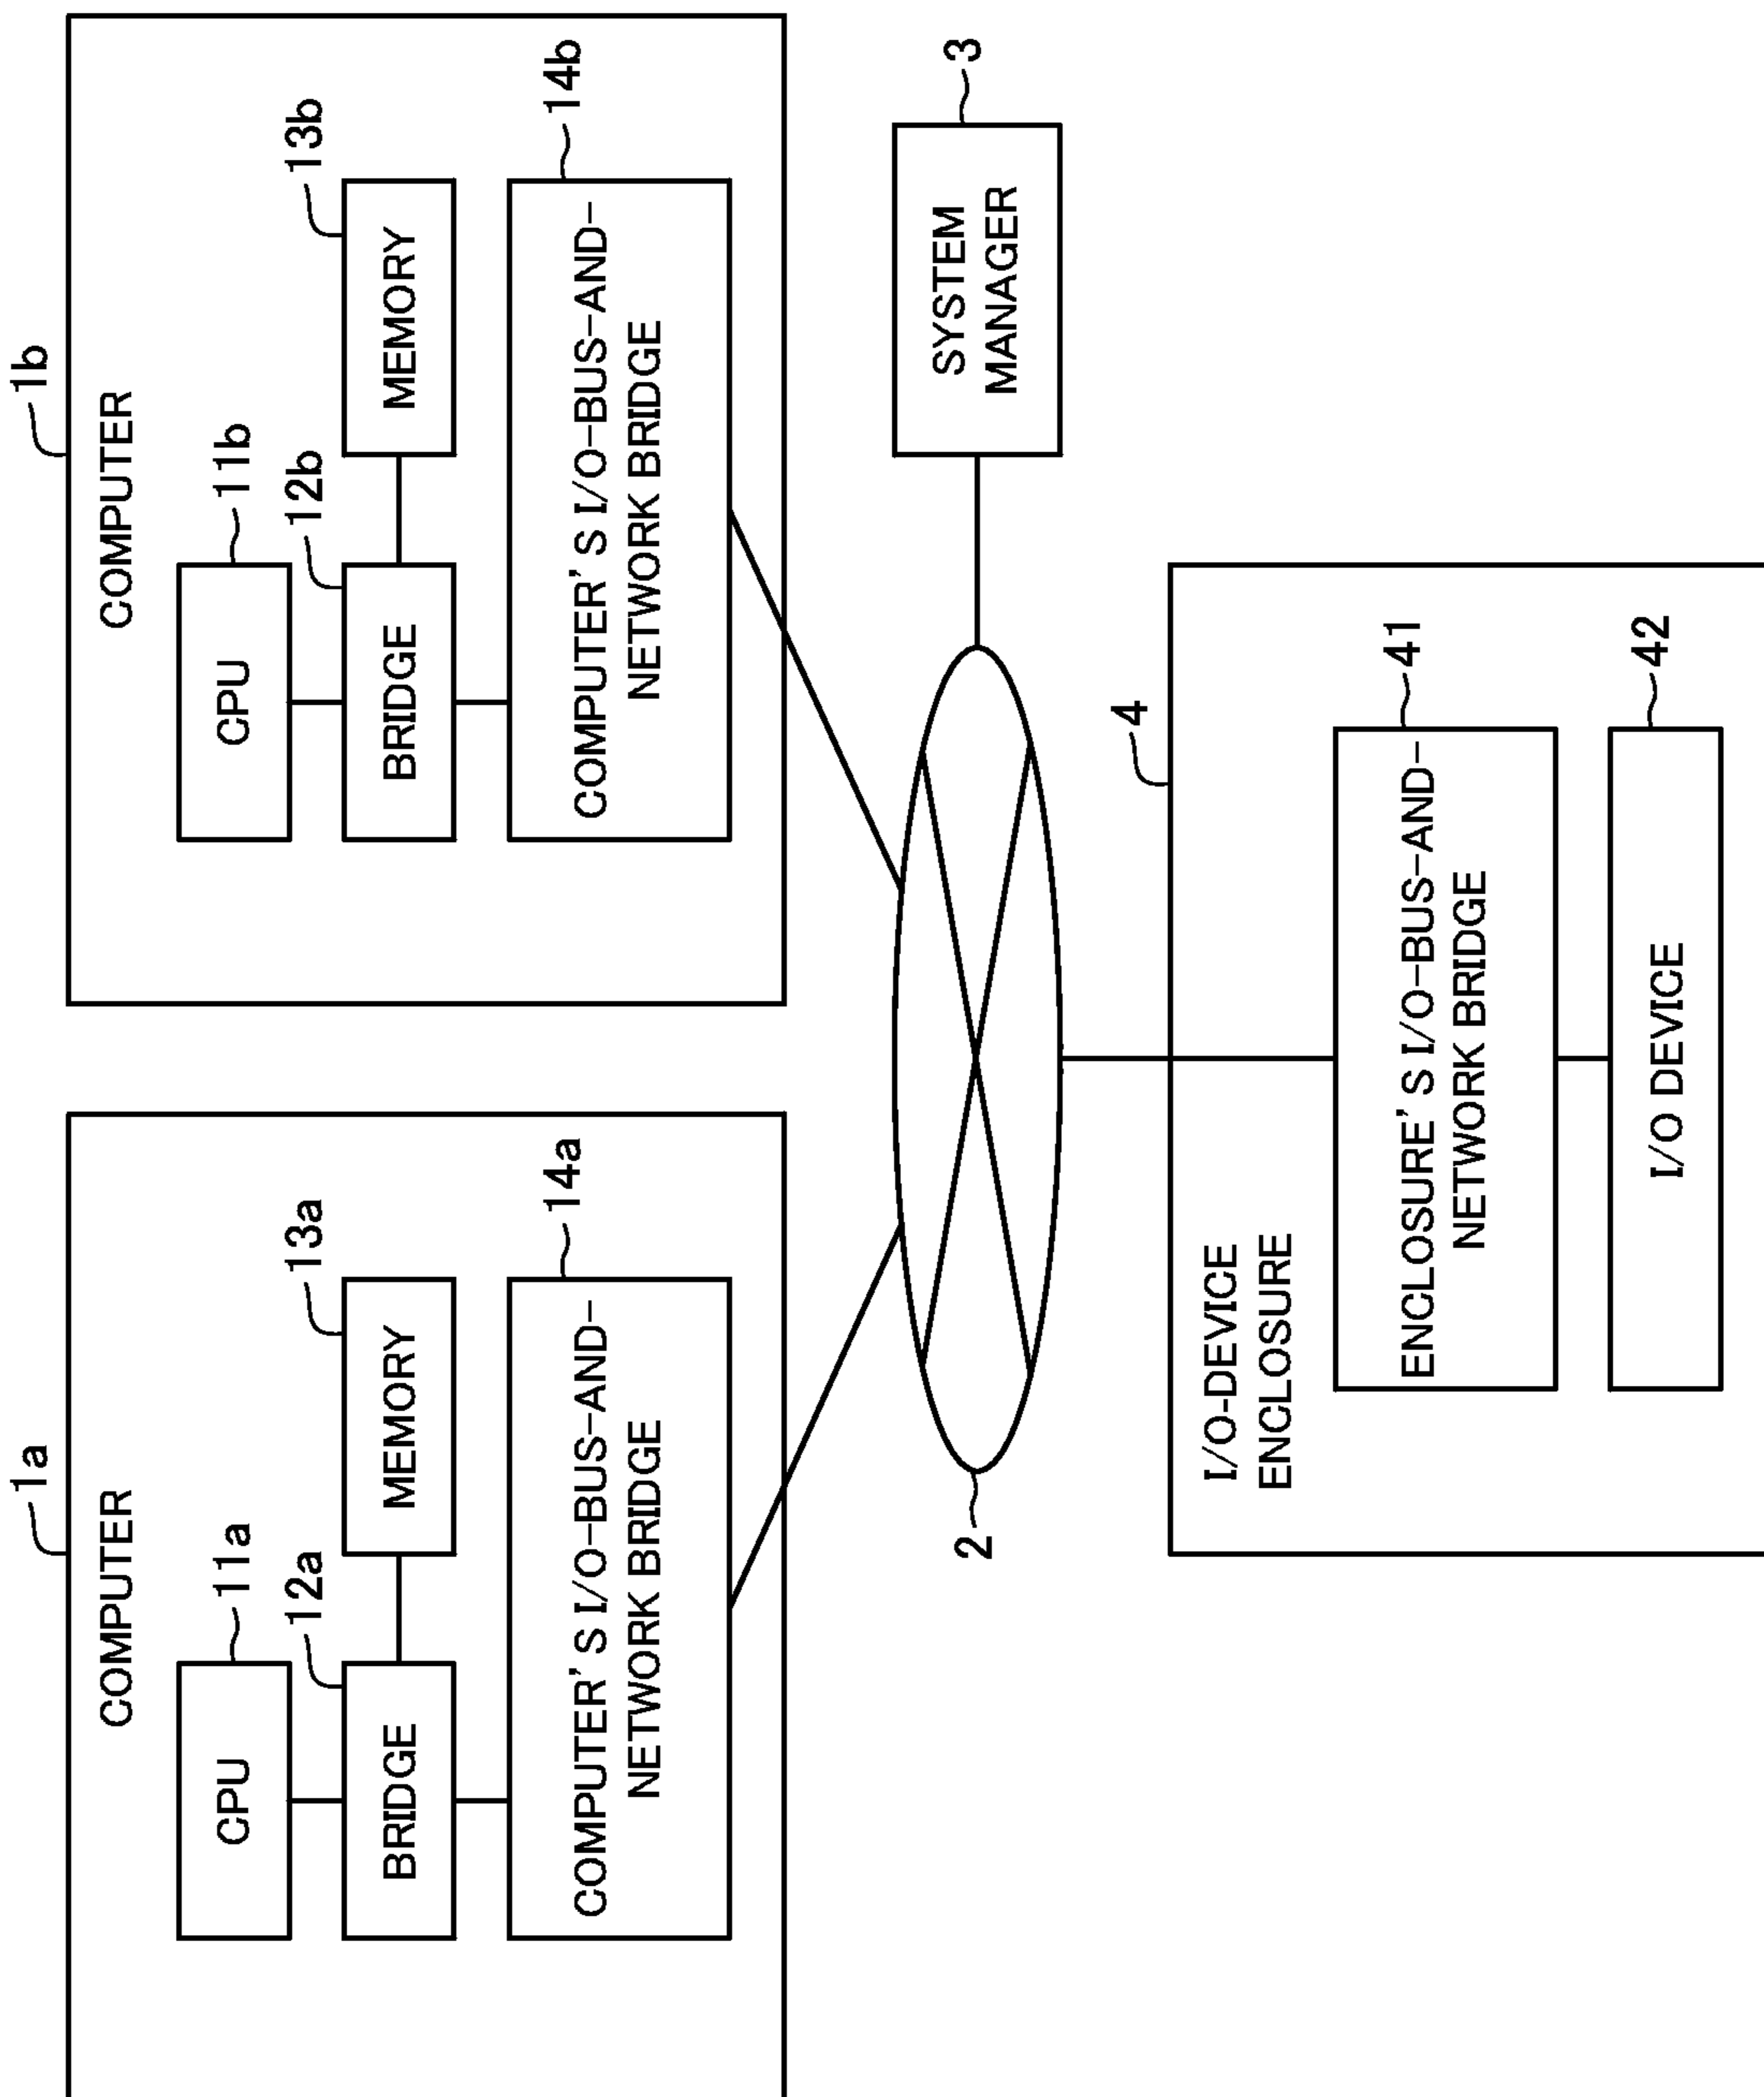 1a
COMPUTER
CPU
11a
12a
13a
BRIDGE
MEMORY
14a
COMPUTER'S I/O-BUS-AND-
NETWORK BRIDGE
1b
COMPUTER
CPU
11b
12b
13b
BRIDGE
MEMORY
14b
COMPUTER'S I/O-BUS-AND-
NETWORK BRIDGE
2
3
SYSTEM
MANAGER
4
I/O-DEVICE
ENCLOSURE
41
ENCLOSURE'S I/O-BUS-AND-
NETWORK BRIDGE
42
I/O DEVICE